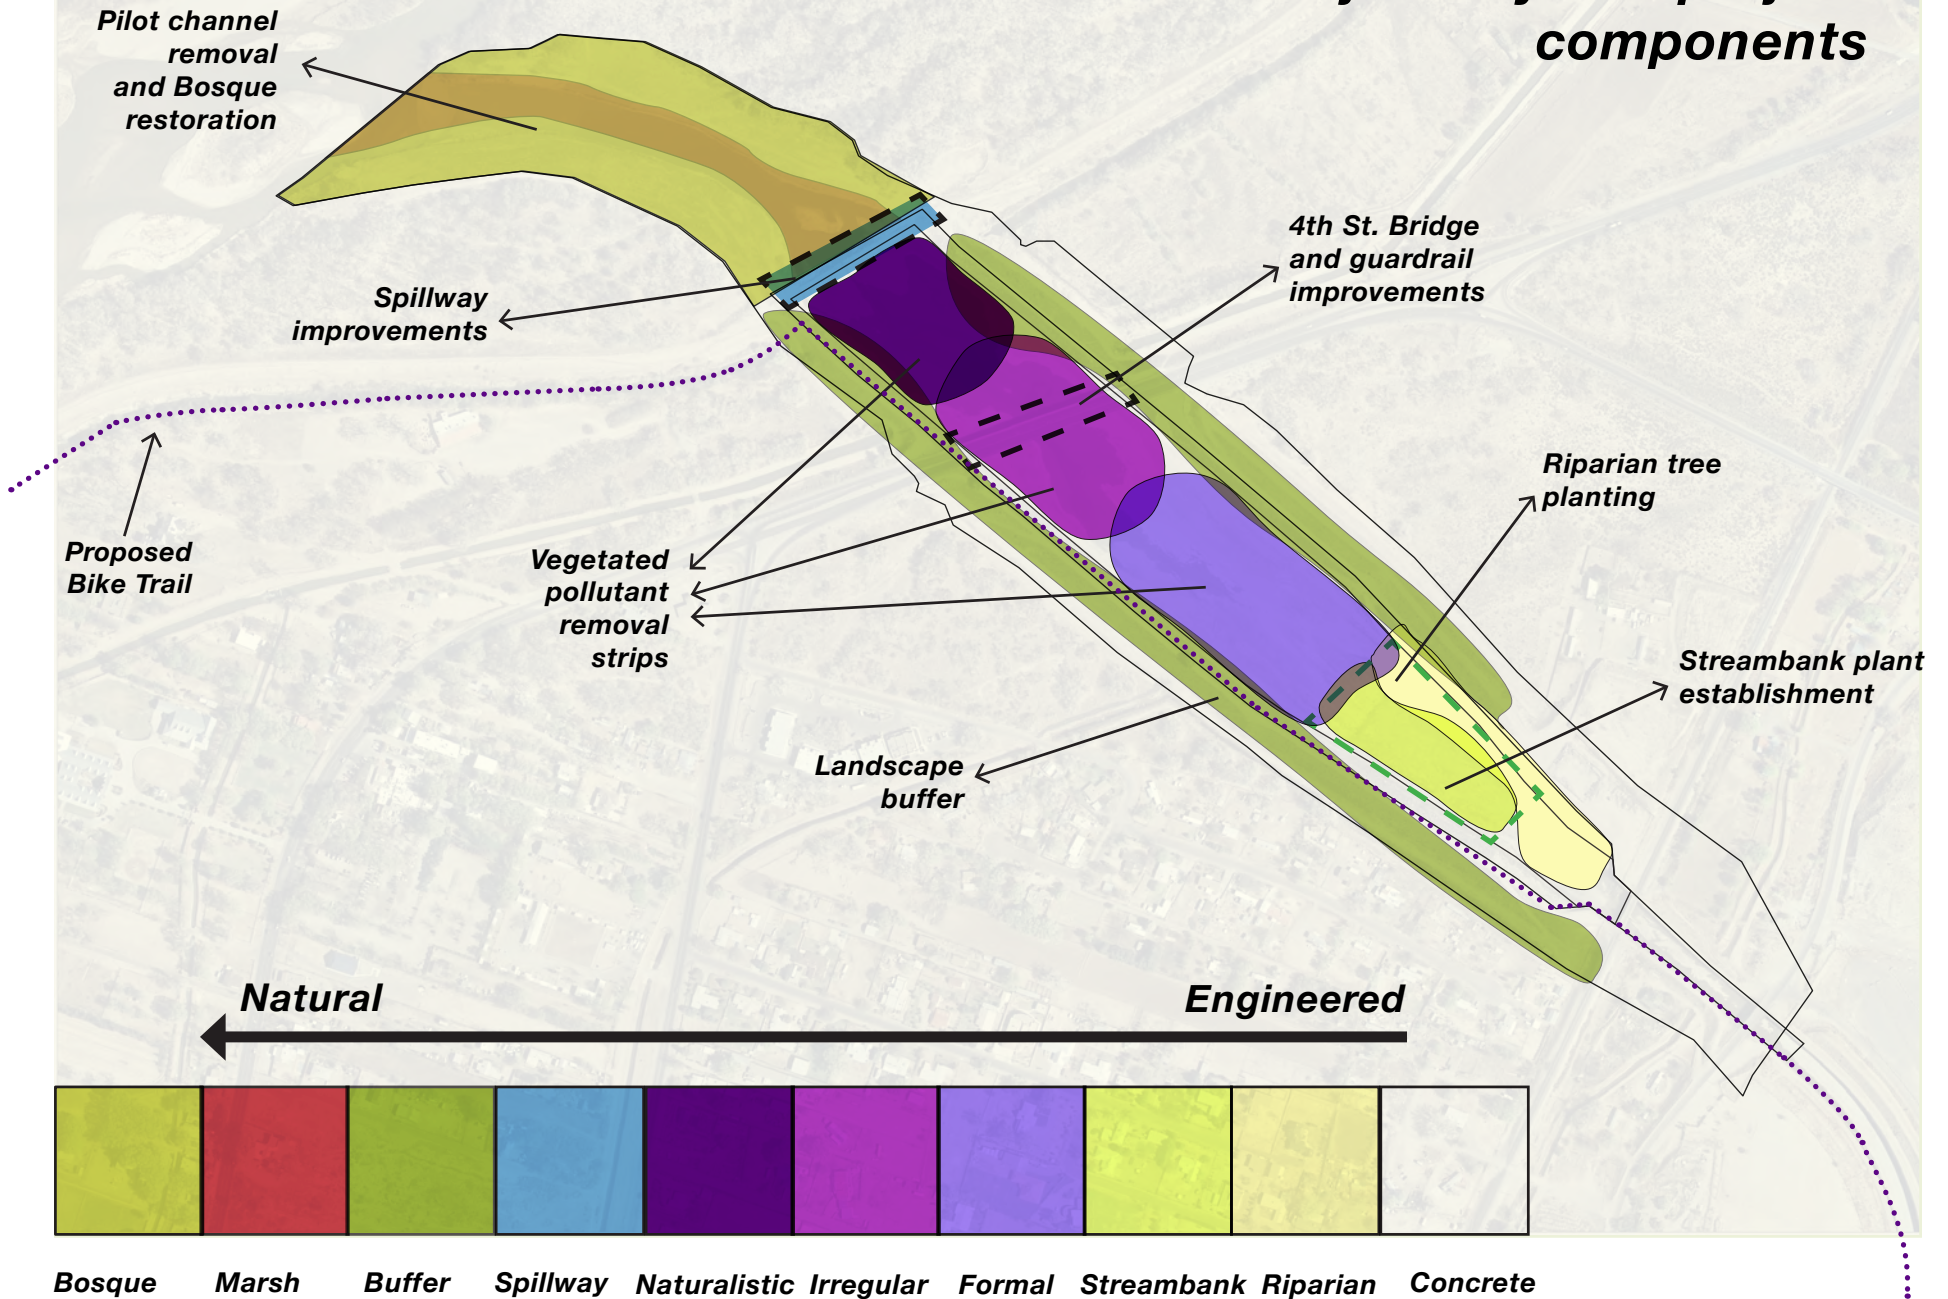 components
Pilot channel
removal
and Bosque
restoration
4th St. Bridge
and guardrail
improvements
Spillway
improvements
Riparian tree
planting
Proposed
Bike Trail
Vegetated
pollutant
removal
strips
Streambank plant
establishment
Landscape
buffer
Natural
Engineered
Bosque
Marsh
Buffer
Spillway
Naturalistic
Irregular
Formal
Streambank
Riparian
Concrete